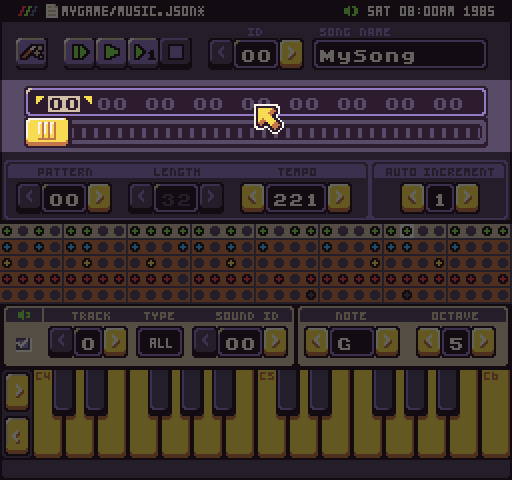 MYGAME/MUSIC.JSON* SAT 08:00AM 1985
ID SONG NAME
1 00 MySong
00 00 00 00 00 00 00 00 00
PATTERN LENGTH TEMPO AUTO INCREMENT
00 32 221 1
TRACK TYPE SOUND ID NOTE OCTAVE
0 ALL 00 G 5
C4 C5 C6